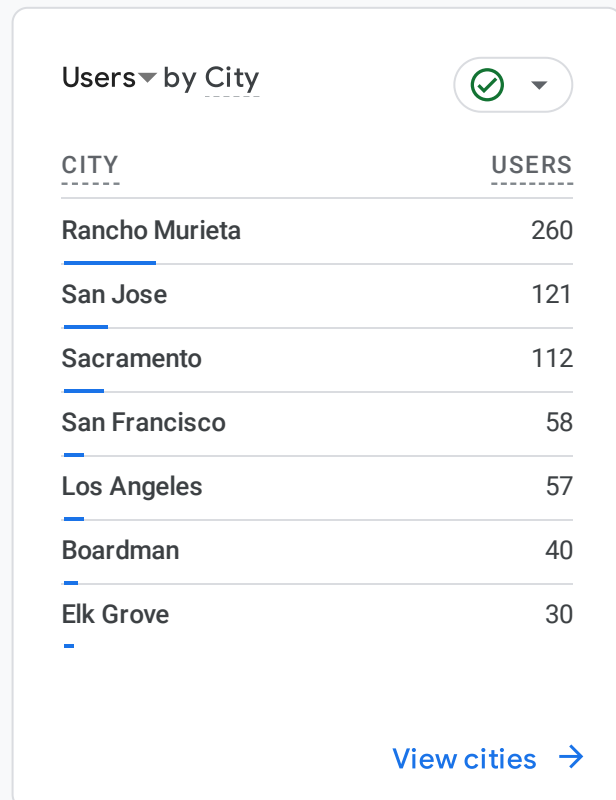 Users by City
CITY USERS
Rancho Murieta 260
San Jose 121
Sacramento 112
San Francisco 58
Los Angeles 57
Boardman 40
Elk Grove 30
View cities